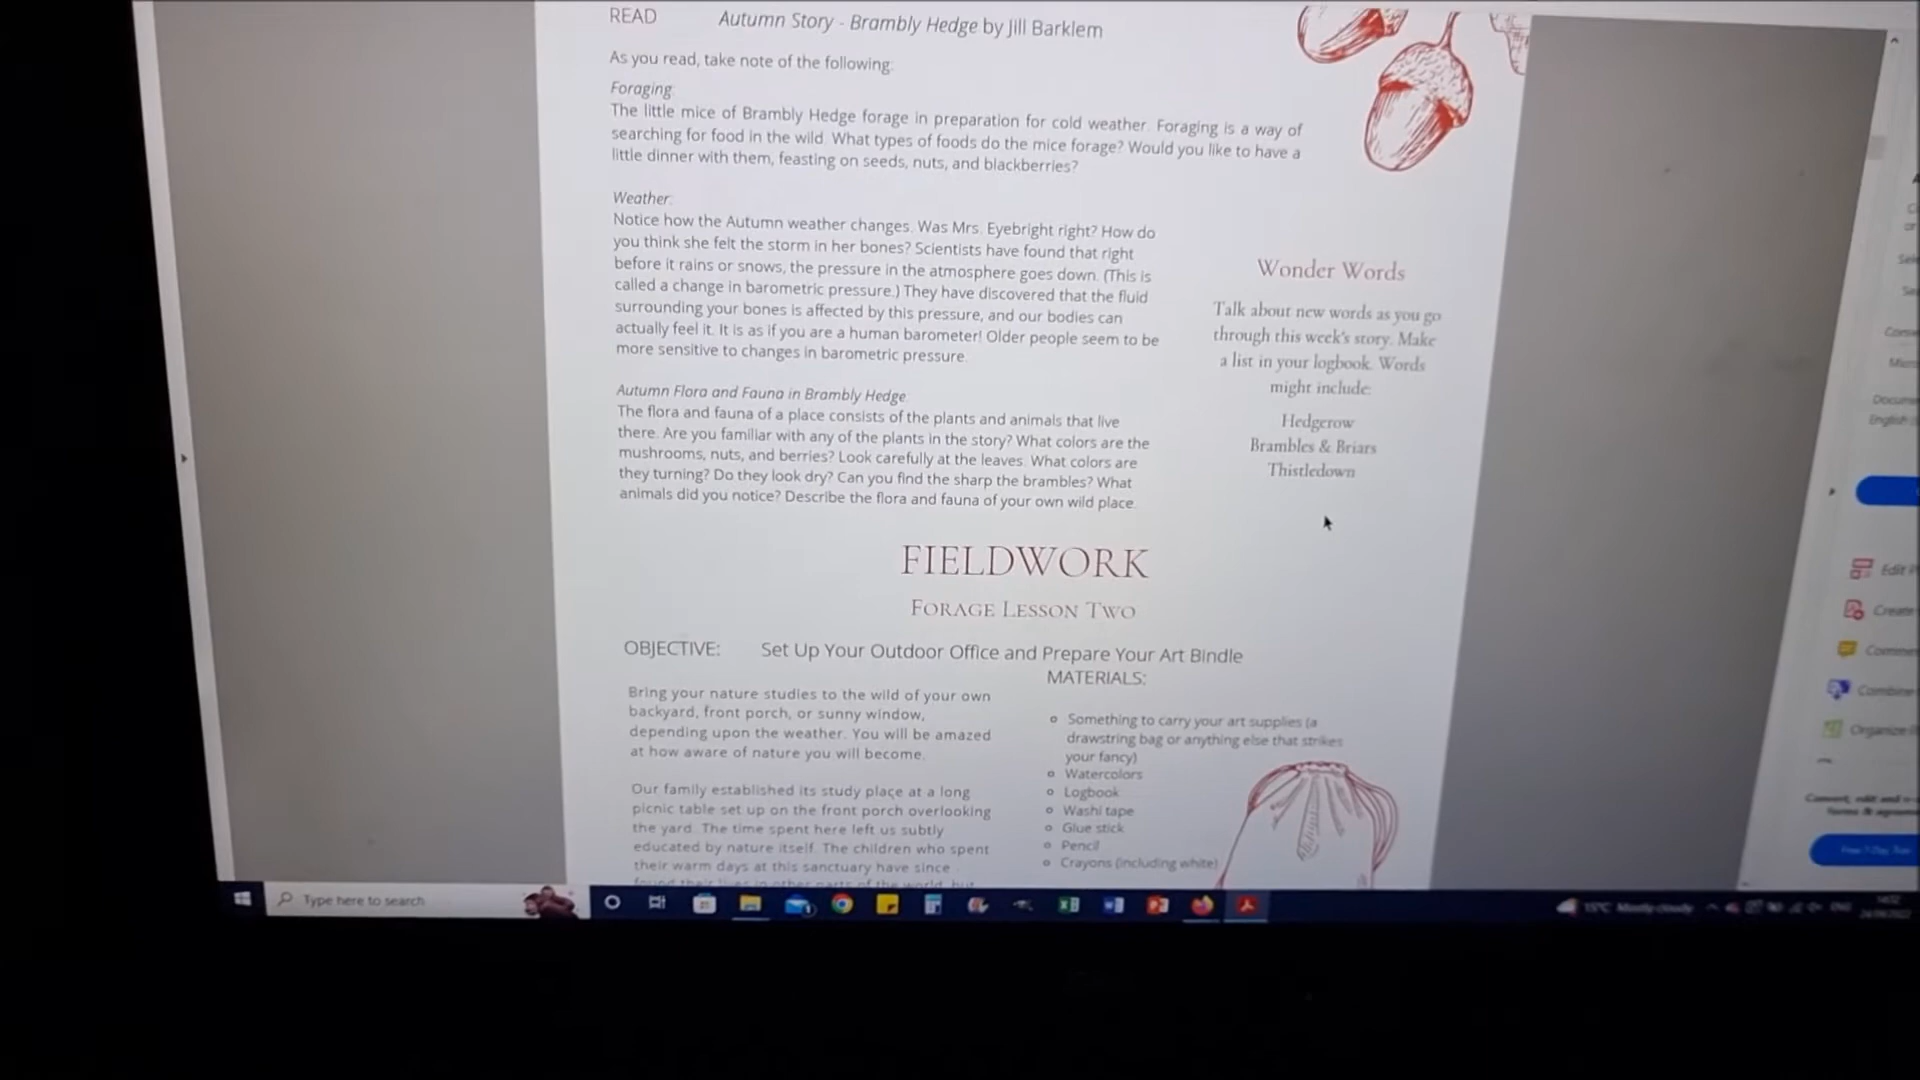 READ Autumn Story - Brambly Hedge by Jill Barklem
As you read, take note of the following:
Foraging
The little mice of Brambly Hedge forage in preparation for cold weather. Foraging is a way of
searching for food in the wild. What types of foods do the mice forage? Would you like to have a
little dinner with them, feasting on seeds, nuts, and blackberries?
Weather:
Notice how the Autumn weather changes. Was Mrs. Eyebright right? How do
you think she felt the storm in her bones? Scientists have found that right
before it rains or snows, the pressure in the atmosphere goes down. (This is
called a change in barometric pressure.) They have discovered that the fluid
surrounding your bones is affected by this pressure, and our bodies can
actually feel it. It is as if you are a human barometer! Older people seem to be
more sensitive to changes in barometric pressure.
Autumn Flora and Fauna in Brambly Hedge
The flora and fauna of a place consists of the plants and animals that live
there. Are you familiar with any of the plants in the story? What colors are the
mushrooms, nuts, and berries? Look carefully at the leaves. What colors are
they turning? Do they look dry? Can you find the sharp the brambles? What
animals did you notice? Describe the flora and fauna of your own wild place.
Wonder Words
Talk about new words as you go
through this week's story. Make
a list in your logbook. Words
might include:
Hedgerow
Brambles & Briars
Thistledown
FIELDWORK
FORAGE LESSON TWO
OBJECTIVE: Set Up Your Outdoor Office and Prepare Your Art Bindle
Bring your nature studies to the wild of your own
backyard, front porch, or sunny window,
depending upon the weather. You will be amazed
at how aware of nature you will become.
Our family established its study place at a long
picnic table set up on the front porch overlooking
the yard. The time spent here left us subtly
educated by nature itself. The children who spent
their warm days at this sanctuary have since
found their lives in other parts of the world, but
MATERIALS:
Something to carry your art supplies (a
drawstring bag or anything else that strikes
your fancy)
Watercolors
Logbook
Washi tape
Glue stick
Pencil
Crayons (including white)
Edit P
Create
Comme
Combine
Organize
Type here to search
15°C Mostly cloudy